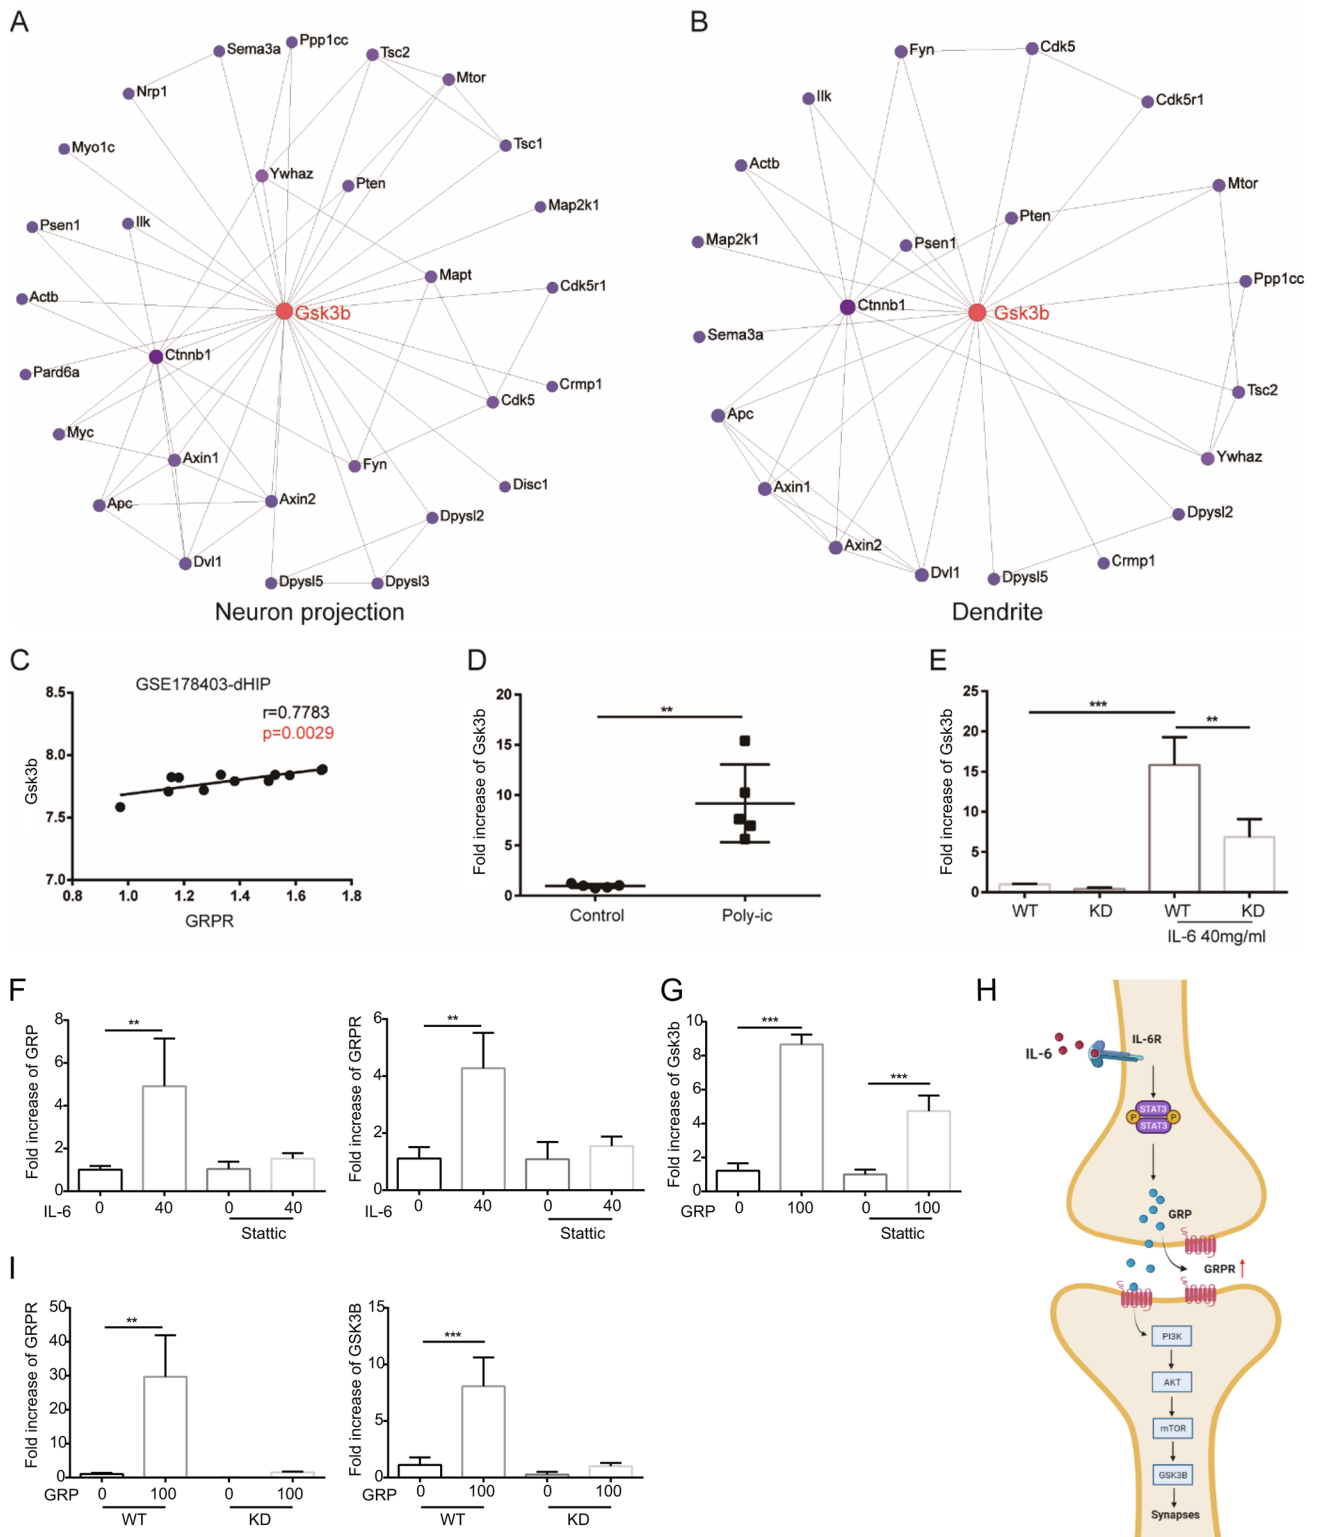 A
Sema3a
Ppp1cc
Tsc2
Mtor
Nrp1
Tsc1
Myo1c
Ywhaz
Pten
Map2k1
Psen1
Ilk
Mapt
Cdk5r1
Actb
Gsk3b
Ctnnb1
Pard6a
Crmp1
Cdk5
Myc
Axin1
Fyn
Disc1
Apc
Axin2
Dpysl2
Dvl1
Dpysl5
Dpysl3
Neuron projection
B
Fyn
Cdk5
Ilk
Cdk5r1
Actb
Mtor
Pten
Map2k1
Psen1
Ppp1cc
Ctnnb1
Gsk3b
Sema3a
Tsc2
Apc
Ywhaz
Axin1
Dpysl2
Axin2
Crmp1
Dvl1
Dpysl5
Dendrite
C
GSE178403-dHIP
r=0.7783
p=0.0029
Gsk3b
8.5
8.0
7.5
7.0
0.8 1.0 1.2 1.4 1.6 1.8
GRPR
D
Fold increase of Gsk3b
20
15
10
5
0
**
Control Poly-ic
E
Fold increase of Gsk3b
25
20
15
10
5
0
***
**
WT KD WT KD
IL-6 40mg/ml
F
Fold increase of GRP
8
6
4
2
0
**
IL-6 0 40 0 40
Stattic
Fold increase of GRPR
6
4
2
0
**
0 40 0 40
Stattic
G
Fold increase of Gsk3b
10
8
6
4
2
0
***
***
GRP 0 100 0 100
Stattic
H
IL-6
IL-6R
STAT3
P P
STAT3
GRP
GRPR
PI3K
AKT
mTOR
GSK3B
Synapses
I
Fold increase of GRPR
50
40
30
20
10
0
**
GRP 0 100 0 100
WT KD
Fold increase of GSK3B
15
10
5
0
***
GRP 0 100 0 100
WT KD